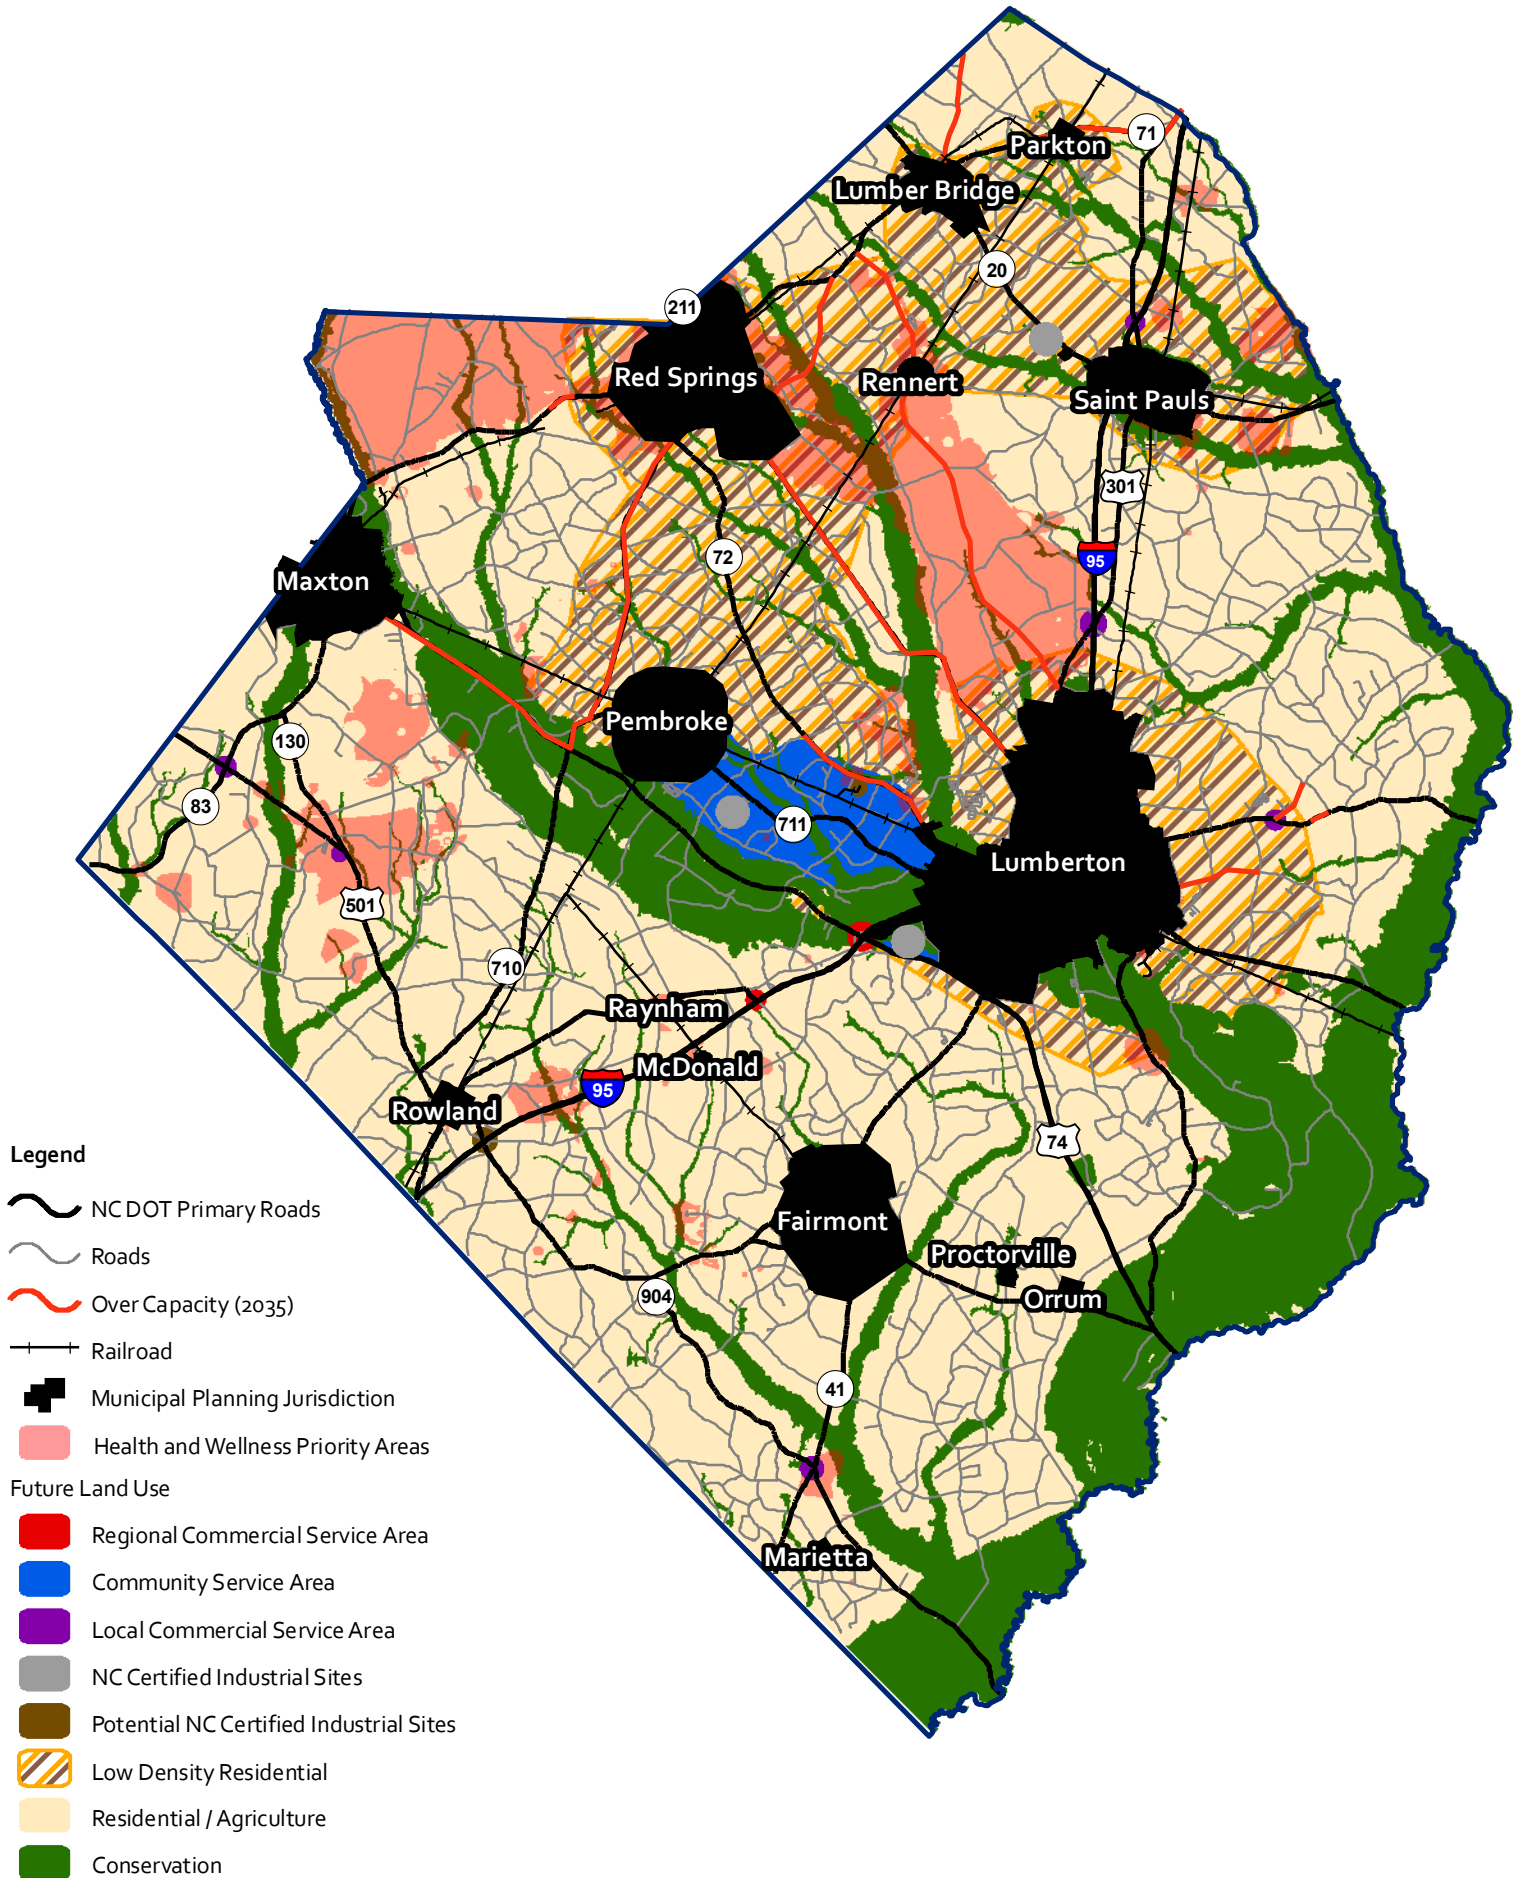 Parkton
71
Lumber Bridge
20
211
Red Springs
Rennert
Saint Pauls
301
72
95
Maxton
Pembroke
130
83
711
Lumberton
501
710
Raynham
McDonald
95
Rowland
74
Fairmont
Proctorville
Orrum
904
41
Marietta
Legend
NC DOT Primary Roads
Roads
Over Capacity (2035)
Railroad
Municipal Planning Jurisdiction
Health and Wellness Priority Areas
Future Land Use
Regional Commercial Service Area
Community Service Area
Local Commercial Service Area
NC Certified Industrial Sites
Potential NC Certified Industrial Sites
Low Density Residential
Residential / Agriculture
Conservation